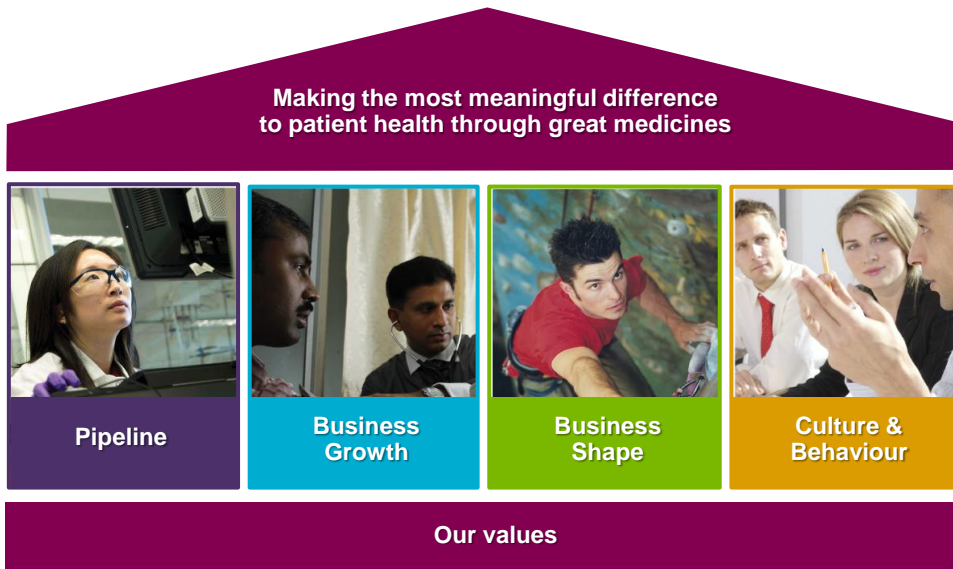 Making the most meaningful difference
to patient health through great medicines
Pipeline
Business
Growth
Business
Shape
Culture &
Behaviour
Our values